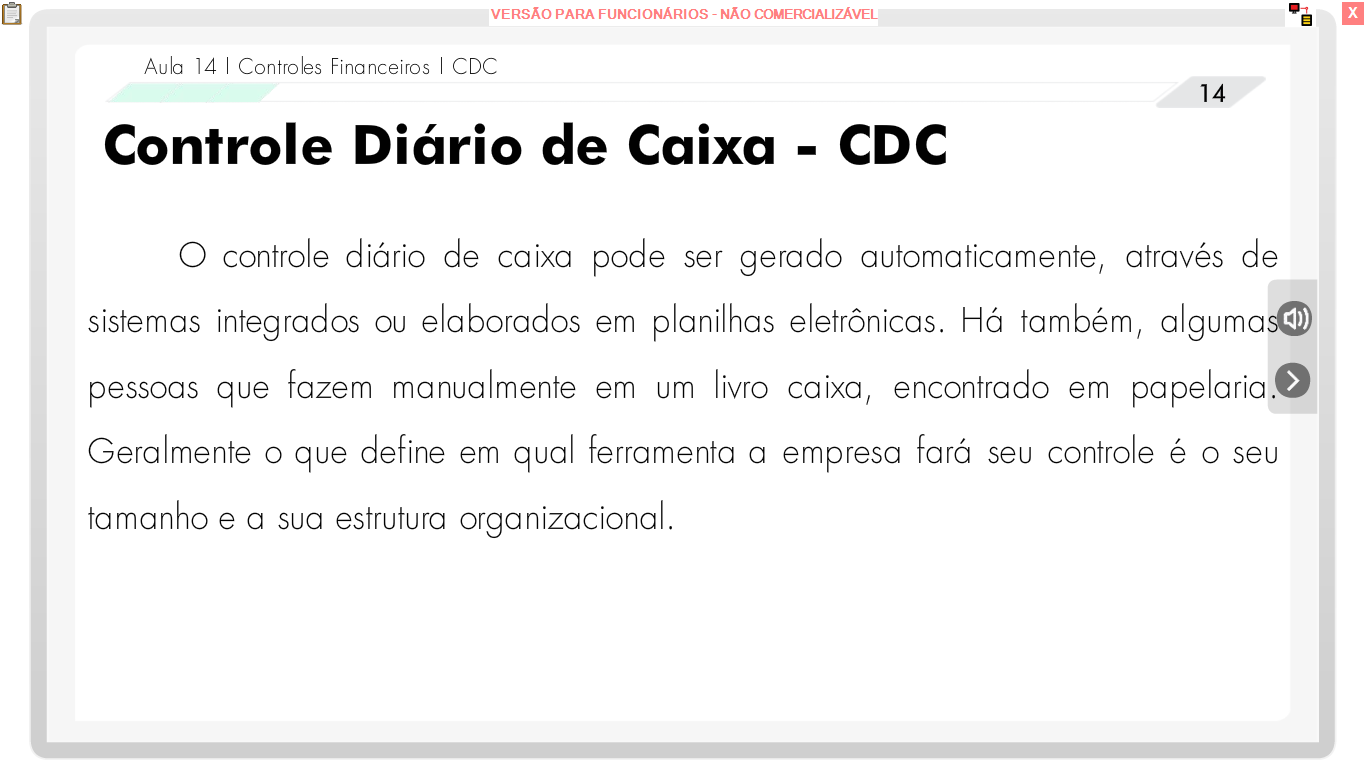 VERSÃO PARA FUNCIONÁRIOS - NÃO COMERCIALIZÁVEL
X
Aula 14 | Controles Financeiros | CDC
14
Controle Diário de Caixa - CDC
O controle diário de caixa pode ser gerado automaticamente, através de
sistemas integrados ou elaborados em planilhas eletrônicas. Há também, algumas
pessoas que fazem manualmente em um livro caixa, encontrado em papelaria.
Geralmente o que define em qual ferramenta a empresa fará seu controle é o seu
tamanho e a sua estrutura organizacional.